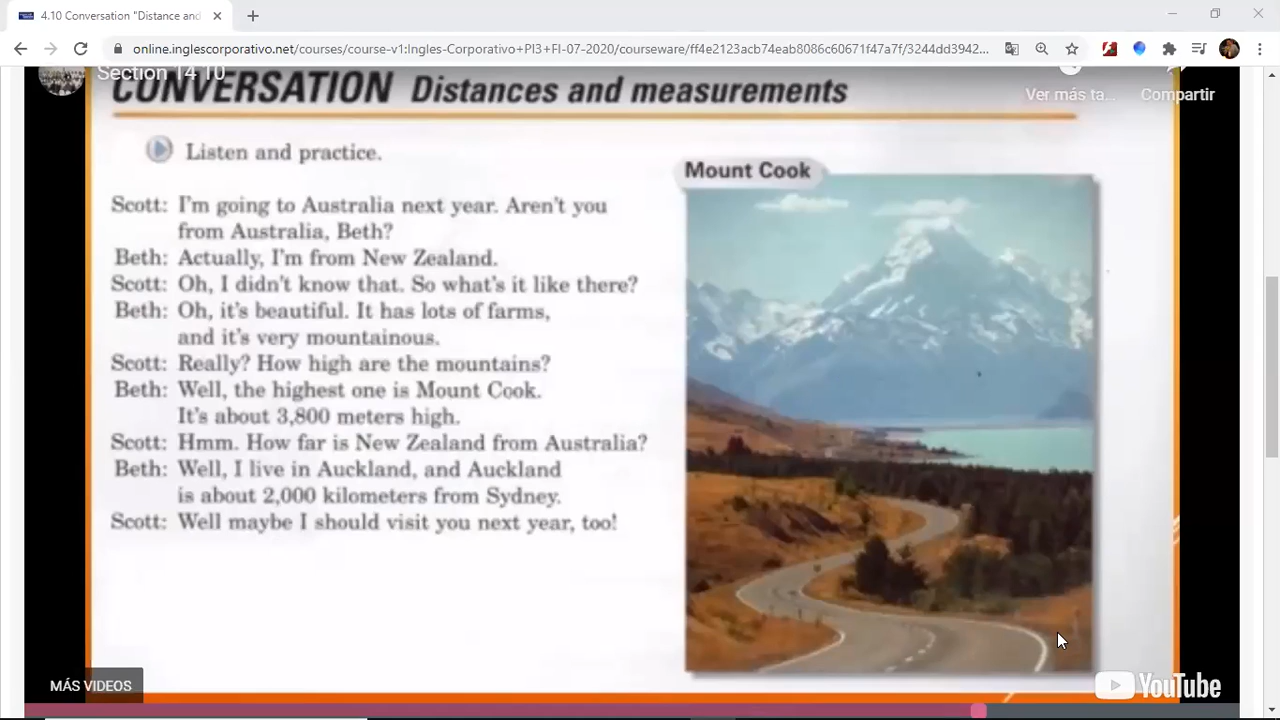 4.10 Conversation "Distance and
online.inglescorporativo.net/courses/course-v1:Ingles-Corporativo+PI3+FI-07-2020/courseware/ff4e2123acb74eab8086c60671f47a7f/3244dd3942...
Section 14 10
Ver más ta...
Compartir
CONVERSATION Distances and measurements
Listen and practice.
Mount Cook
Scott: I'm going to Australia next year. Aren't you
from Australia, Beth?
Beth: Actually, I'm from New Zealand.
Scott: Oh, I didn't know that. So what's it like there?
Beth: Oh, it's beautiful. It has lots of farms,
and it's very mountainous.
Scott: Really? How high are the mountains?
Beth: Well, the highest one is Mount Cook.
It's about 3,800 meters high.
Scott: Hmm. How far is New Zealand from Australia?
Beth: Well, I live in Auckland, and Auckland
is about 2,000 kilometers from Sydney.
Scott: Well maybe I should visit you next year, too!
MÁS VIDEOS
YouTube